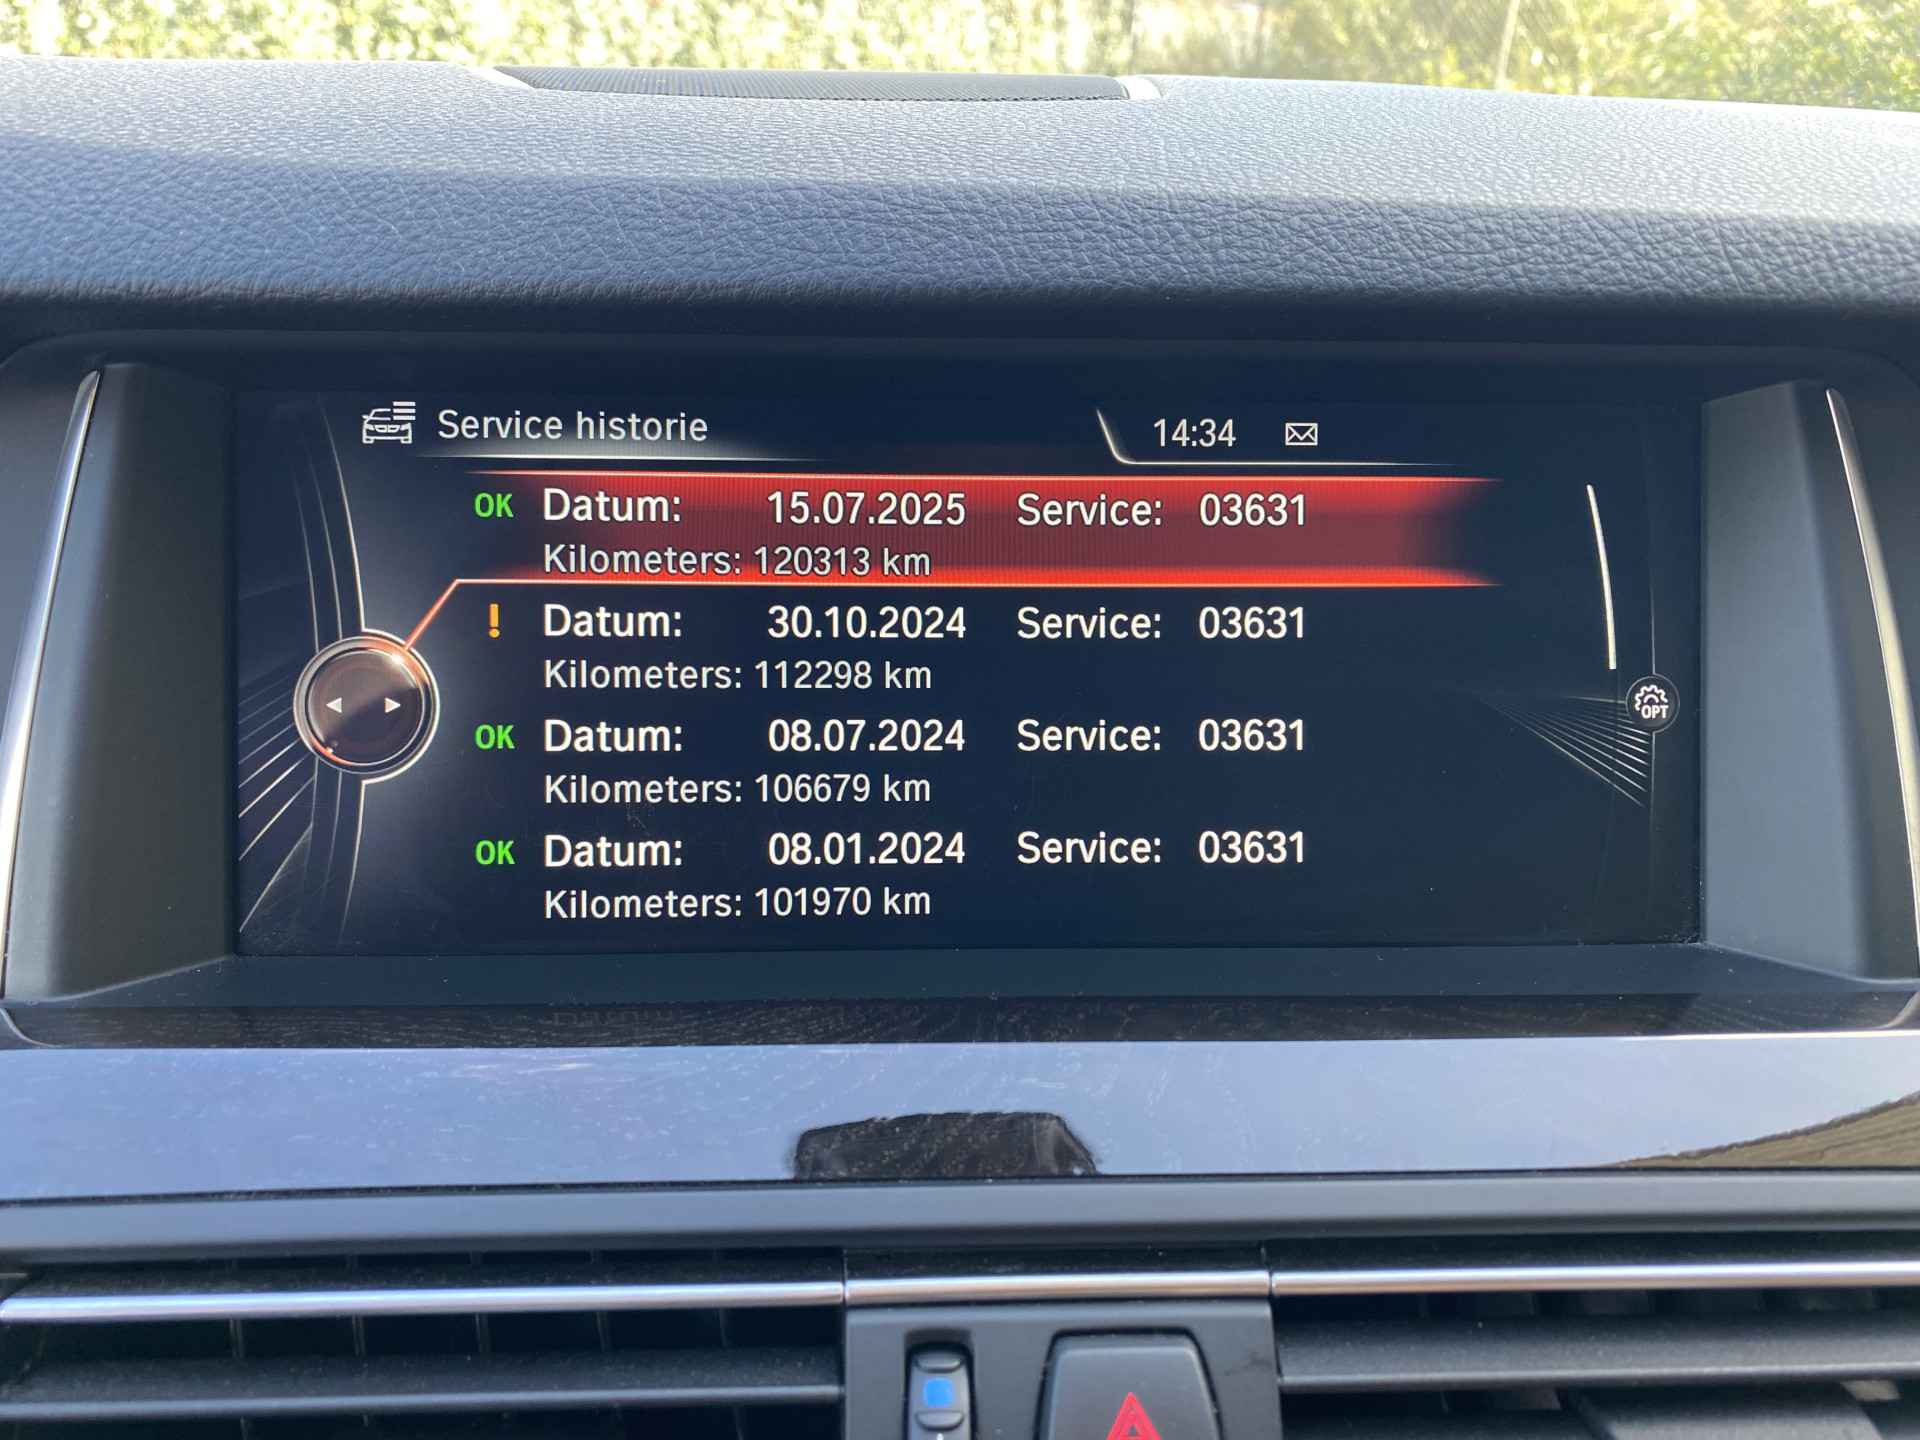 Service historie 14:34
OK Datum: 15.07.2025 Service: 03631
Kilometers: 120313 km
! Datum: 30.10.2024 Service: 03631
Kilometers: 112298 km
OK Datum: 08.07.2024 Service: 03631
Kilometers: 106679 km
OPT
OK Datum: 08.01.2024 Service: 03631
Kilometers: 101970 km